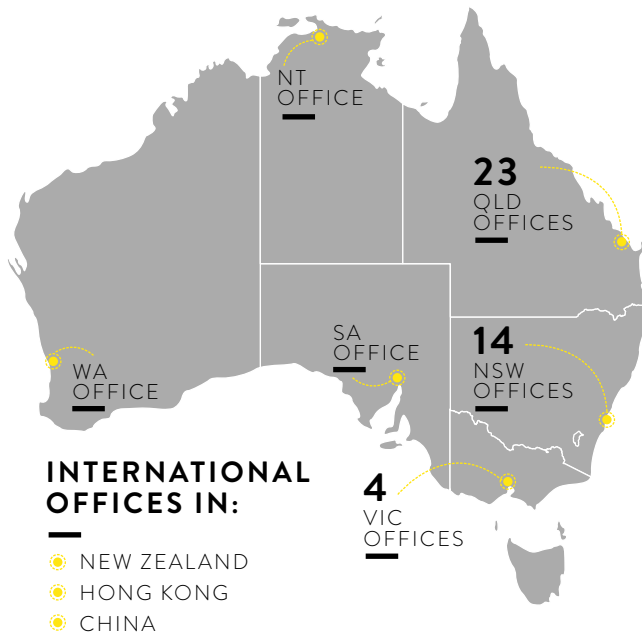 NT
OFFICE
23
QLD
OFFICES
SA
OFFICE
14
NSW
OFFICES
WA
OFFICE
INTERNATIONAL
OFFICES IN:
4
VIC
OFFICES
NEW ZEALAND
HONG KONG
CHINA